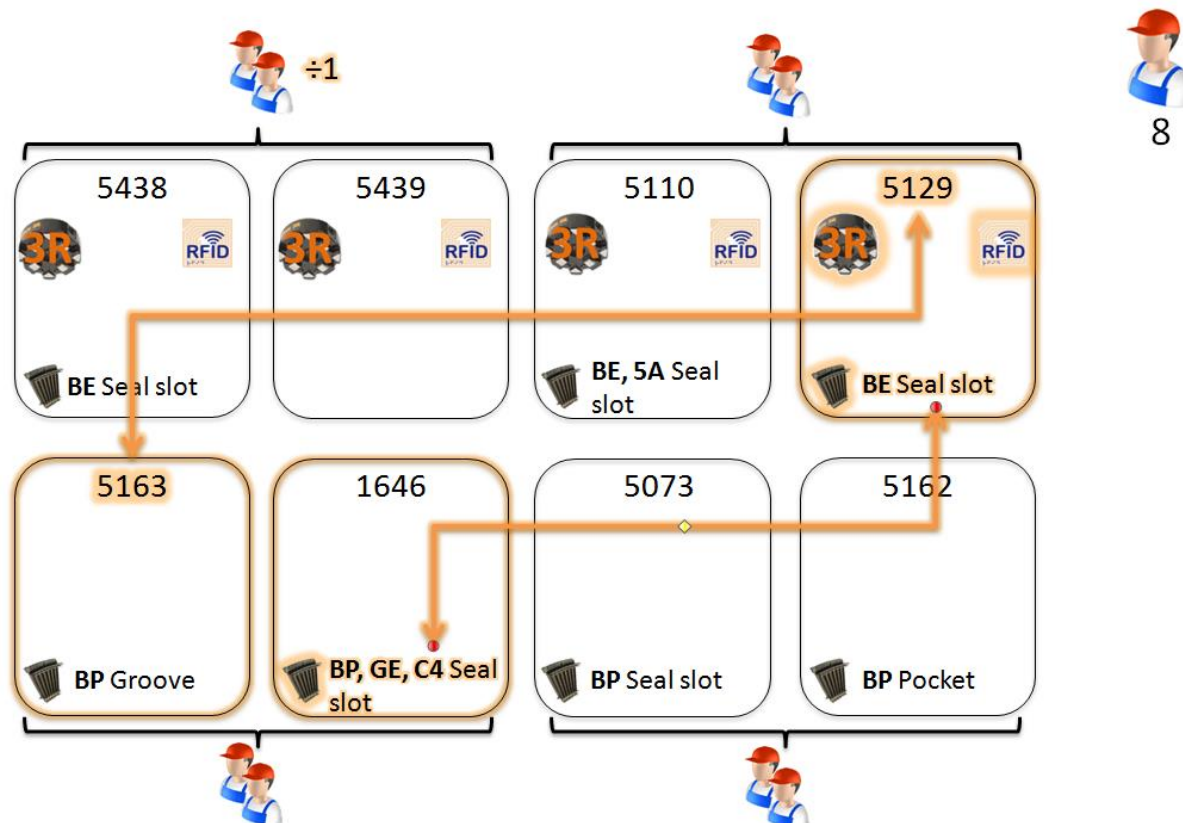 ÷1
8
5438
5439
5110
5129
3R
RFID
3R
RFID
3R
RFID
3R
RFID
BE Seal slot
BE, 5A Seal
slot
BE Seal slot
5163
1646
5073
5162
BP Groove
BP, GE, C4 Seal
slot
BP Seal slot
BP Pocket